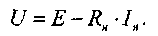 U = E − Rя · Iя.